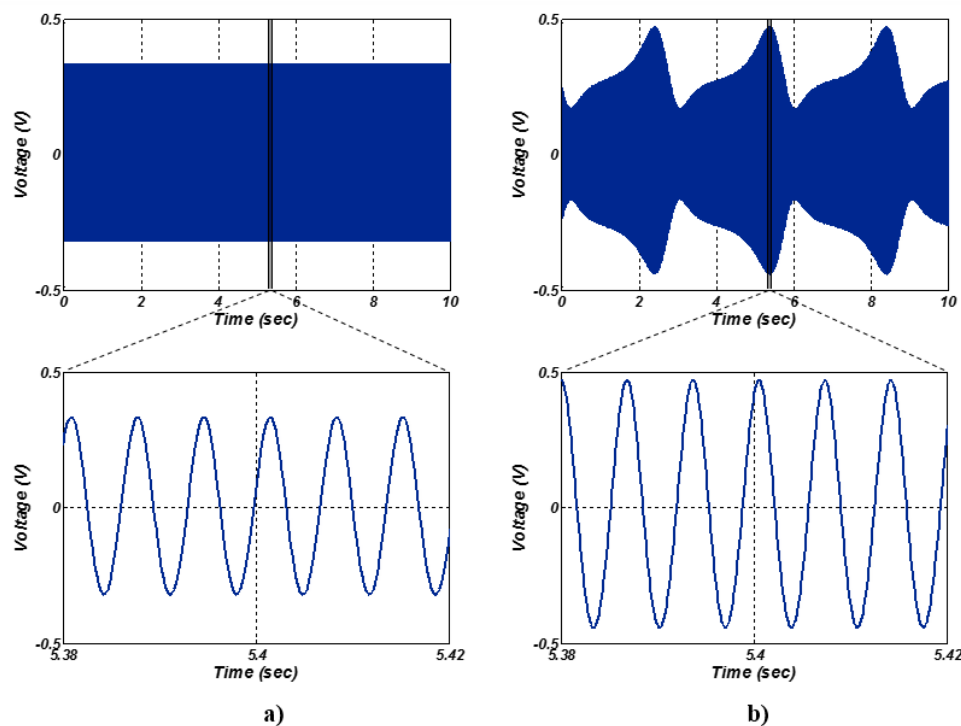 0.5
0
-0.5
Voltage (V)
0 2 4 6 8 10
Time (sec)
0.5
0
-0.5
Voltage (V)
0 2 4 6 8 10
Time (sec)
0.5
0
-0.5
Voltage (V)
5.38 5.4 5.42
Time (sec)
0.5
0
-0.5
Voltage (V)
5.38 5.4 5.42
Time (sec)
a) b)